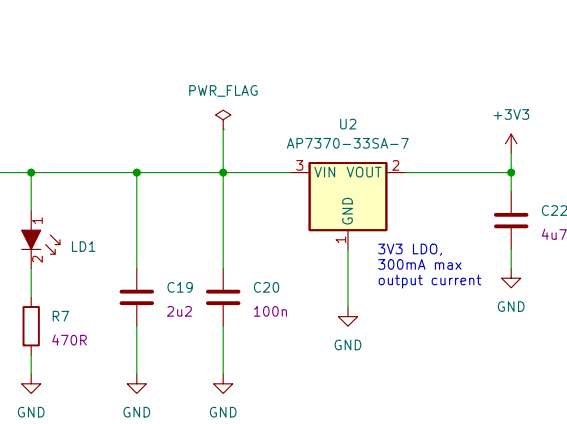 PWR_FLAG
+3V3
U2
AP7370-33SA-7
3
VIN
VOUT
2
GND
1
1
2
LD1
C22
4u7
3V3 LDO,
300mA max
output current
C19
2u2
C20
100n
GND
R7
470R
GND
GND
GND
GND